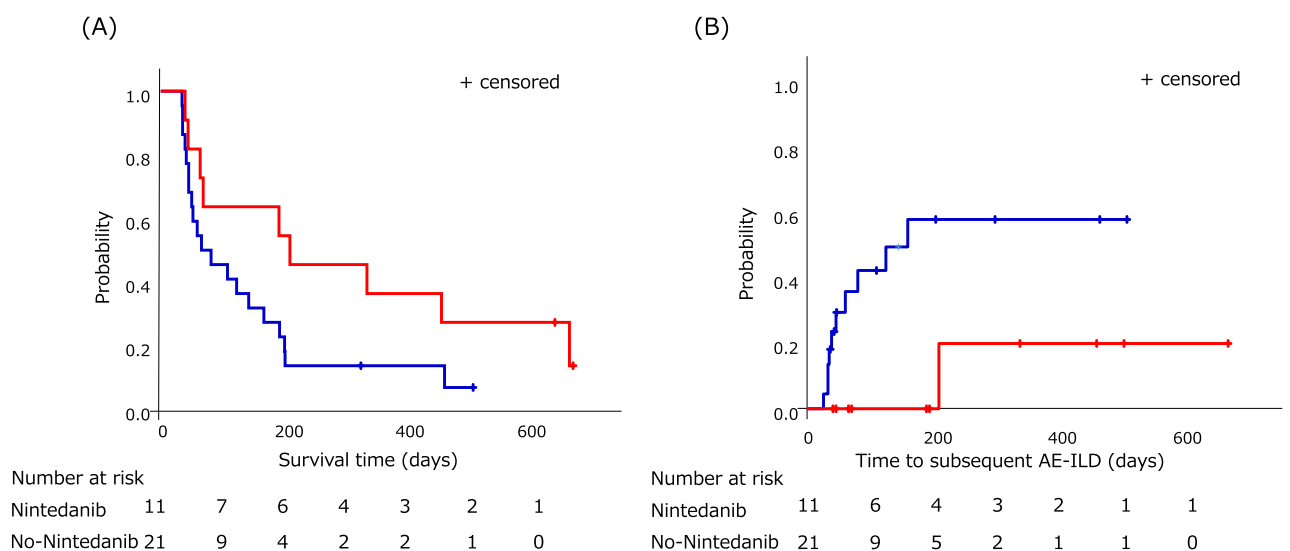 (A)
+ censored
1.0
0.8
0.6
0.4
0.2
0.0
Probability
0 200 400 600
Survival time (days)
Number at risk
Nintedanib 11 7 6 4 3 2 1
No-Nintedanib 21 9 4 2 2 1 0
(B)
+ censored
1.0
0.8
0.6
0.4
0.2
0.0
Probability
0 200 400 600
Time to subsequent AE-ILD (days)
Number at risk
Nintedanib 11 6 4 3 2 1 1
No-Nintedanib 21 9 5 2 1 1 0